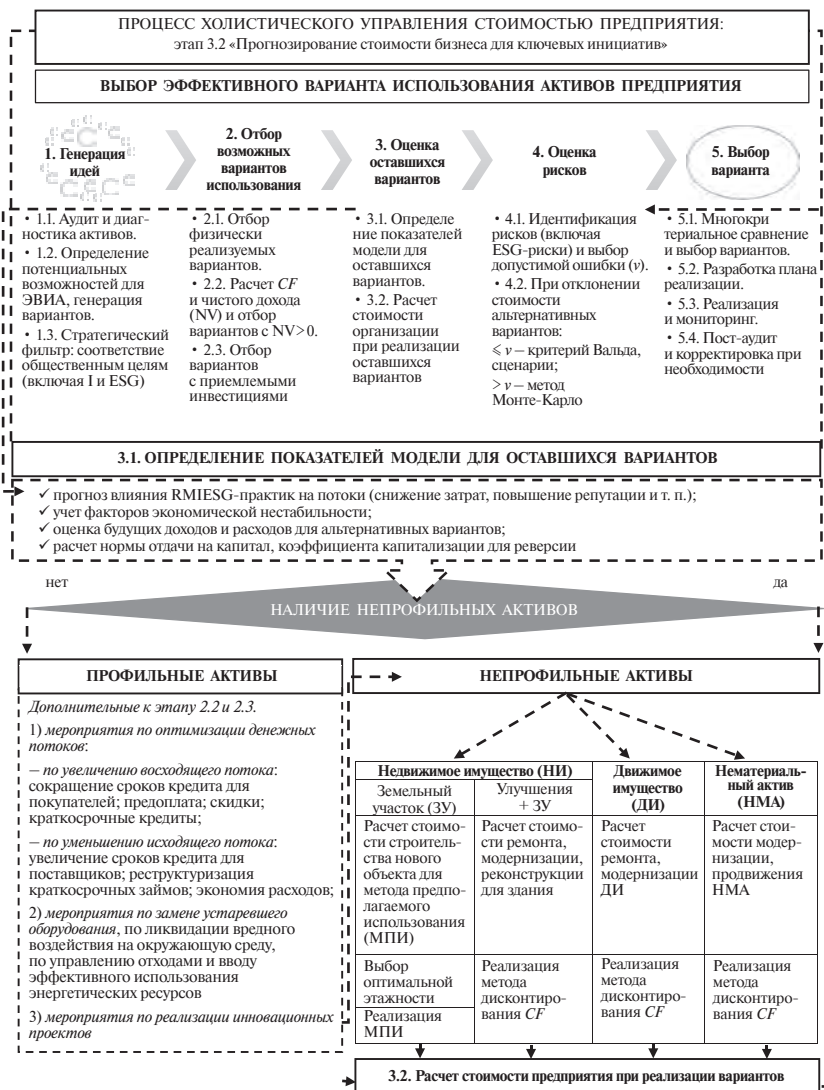 ПРОЦЕСС ХОЛИСТИЧЕСКОГО УПРАВЛЕНИЯ СТОИМОСТЬЮ ПРЕДПРИЯТИЯ:
этап 3.2 «Прогнозирование стоимости бизнеса для ключевых инициатив»
ВЫБОР ЭФФЕКТИВНОГО ВАРИАНТА ИСПОЛЬЗОВАНИЯ АКТИВОВ ПРЕДПРИЯТИЯ
1. Генерация
идей
2. Отбор
возможных
вариантов
использования
3. Оценка
оставшихся
вариантов
4. Оценка
рисков
5. Выбор
варианта
• 1.1. Аудит и диаг-
ностика активов.
• 1.2. Определение
потенциальных
возможностей для
ЭВИА, генерация
вариантов.
• 1.3. Стратегический
фильтр: соответствие
общественным целям
(включая I и ESG)
• 2.1. Отбор
физически
реализуемых
вариантов.
• 2.2. Расчет CF
и чистого дохода
(NV) и отбор
вариантов с NV> 0.
• 2.3. Отбор
вариантов
с приемлемыми
инвестициями
• 3.1. Определе
ние показателей
модели для
оставшихся
вариантов.
• 3.2. Расчет
стоимости
организации
при реализации
оставшихся
вариантов
• 4.1. Идентификация
рисков (включая
ESG-риски) и выбор
допустимой ошибки (v).
• 4.2. При отклонении
стоимости
альтернативных
вариантов:
⩽ v – критерий Вальда,
сценарии;
> v – метод
Монте-Карло
• 5.1. Многокри
териальное сравнение
и выбор вариантов.
• 5.2. Разработка плана
реализации.
• 5.3. Реализация
и мониторинг.
• 5.4. Пост-аудит
и корректировка при
необходимости
3.1. ОПРЕДЕЛЕНИЕ ПОКАЗАТЕЛЕЙ МОДЕЛИ ДЛЯ ОСТАВШИХСЯ ВАРИАНТОВ
✓ прогноз влияния RMIESG-практик на потоки (снижение затрат, повышение репутации и т. п.);
✓ учет факторов экономической нестабильности;
✓ оценка будущих доходов и расходов для альтернативных вариантов;
✓ расчет нормы отдачи на капитал, коэффициента капитализации для реверсии
нет
да
НАЛИЧИЕ НЕПРОФИЛЬНЫХ АКТИВОВ
ПРОФИЛЬНЫЕ АКТИВЫ
Дополнительные к этапу 2.2 и 2.3.
1) мероприятия по оптимизации денежных
потоков:
– по увеличению восходящего потока:
сокращение сроков кредита для
покупателей; предоплата; скидки;
краткосрочные кредиты;
– по уменьшению исходящего потока:
увеличение сроков кредита для
поставщиков; реструктуризация
краткосрочных займов; экономия расходов;
2) мероприятия по замене устаревшего
оборудования, по ликвидации вредного
воздействия на окружающую среду,
по управлению отходами и вводу
эффективного использования
энергетических ресурсов
3) мероприятия по реализации инновационных
проектов
НЕПРОФИЛЬНЫЕ АКТИВЫ
Недвижимое имущество (НИ)
Движимое
имущество
(ДИ)
Нематериаль-
ный актив
(НМА)
Земельный
участок (ЗУ)
Улучшения
+ ЗУ
Расчет стоимо-
сти строитель-
ства нового
объекта для
метода предпо-
лагаемого
использования
(МПИ)
Расчет стоимо-
сти ремонта,
модернизации,
реконструкции
для здания
Расчет
стоимости
ремонта,
модернизации
ДИ
Расчет стои-
мости модер-
низации,
продвижения
НМА
Выбор
оптимальной
этажности
Реализация
МПИ
Реализация
метода
дисконтиро-
вания CF
Реализация
метода
дисконтиро-
вания CF
Реализация
метода
дисконтиро-
вания CF
3.2. Расчет стоимости предприятия при реализации вариантов